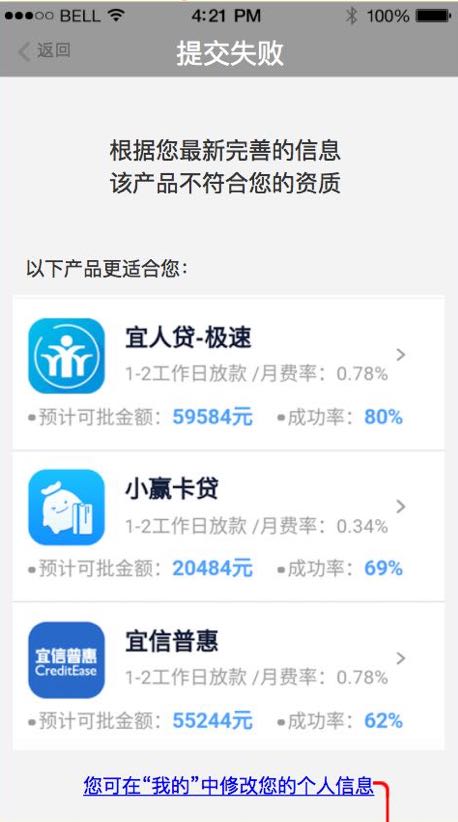 BELL 4:21 PM 100%
返回 提交失败
根据您最新完善的信息
该产品不符合您的资质
以下产品更适合您：
宜人贷-极速
1-2工作日放款 /月费率：0.78%
预计可批金额：59584元 成功率：80%
小赢卡贷
1-2工作日放款 /月费率：0.34%
预计可批金额：20484元 成功率：69%
宜信普惠
CreditEase
宜信普惠
1-2工作日放款 /月费率：0.78%
预计可批金额：55244元 成功率：62%
您可在“我的”中修改您的个人信息